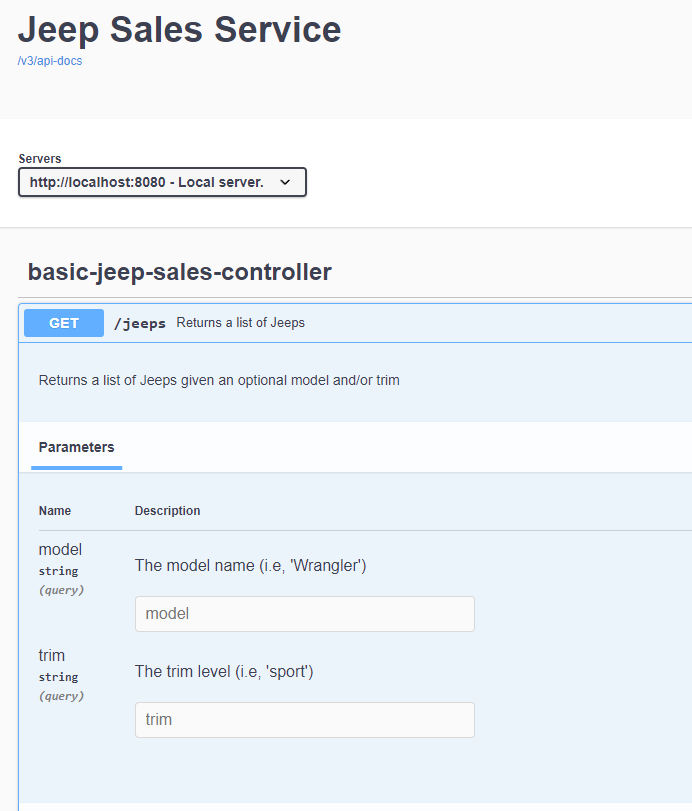 Jeep Sales Service
/v3/api-docs
Servers
http://localhost:8080 - Local server.
basic-jeep-sales-controller
GET /jeeps Returns a list of Jeeps
Returns a list of Jeeps given an optional model and/or trim
Parameters
Name Description
model
string
(query)
The model name (i.e, 'Wrangler')
model
trim
string
(query)
The trim level (i.e, 'sport')
trim